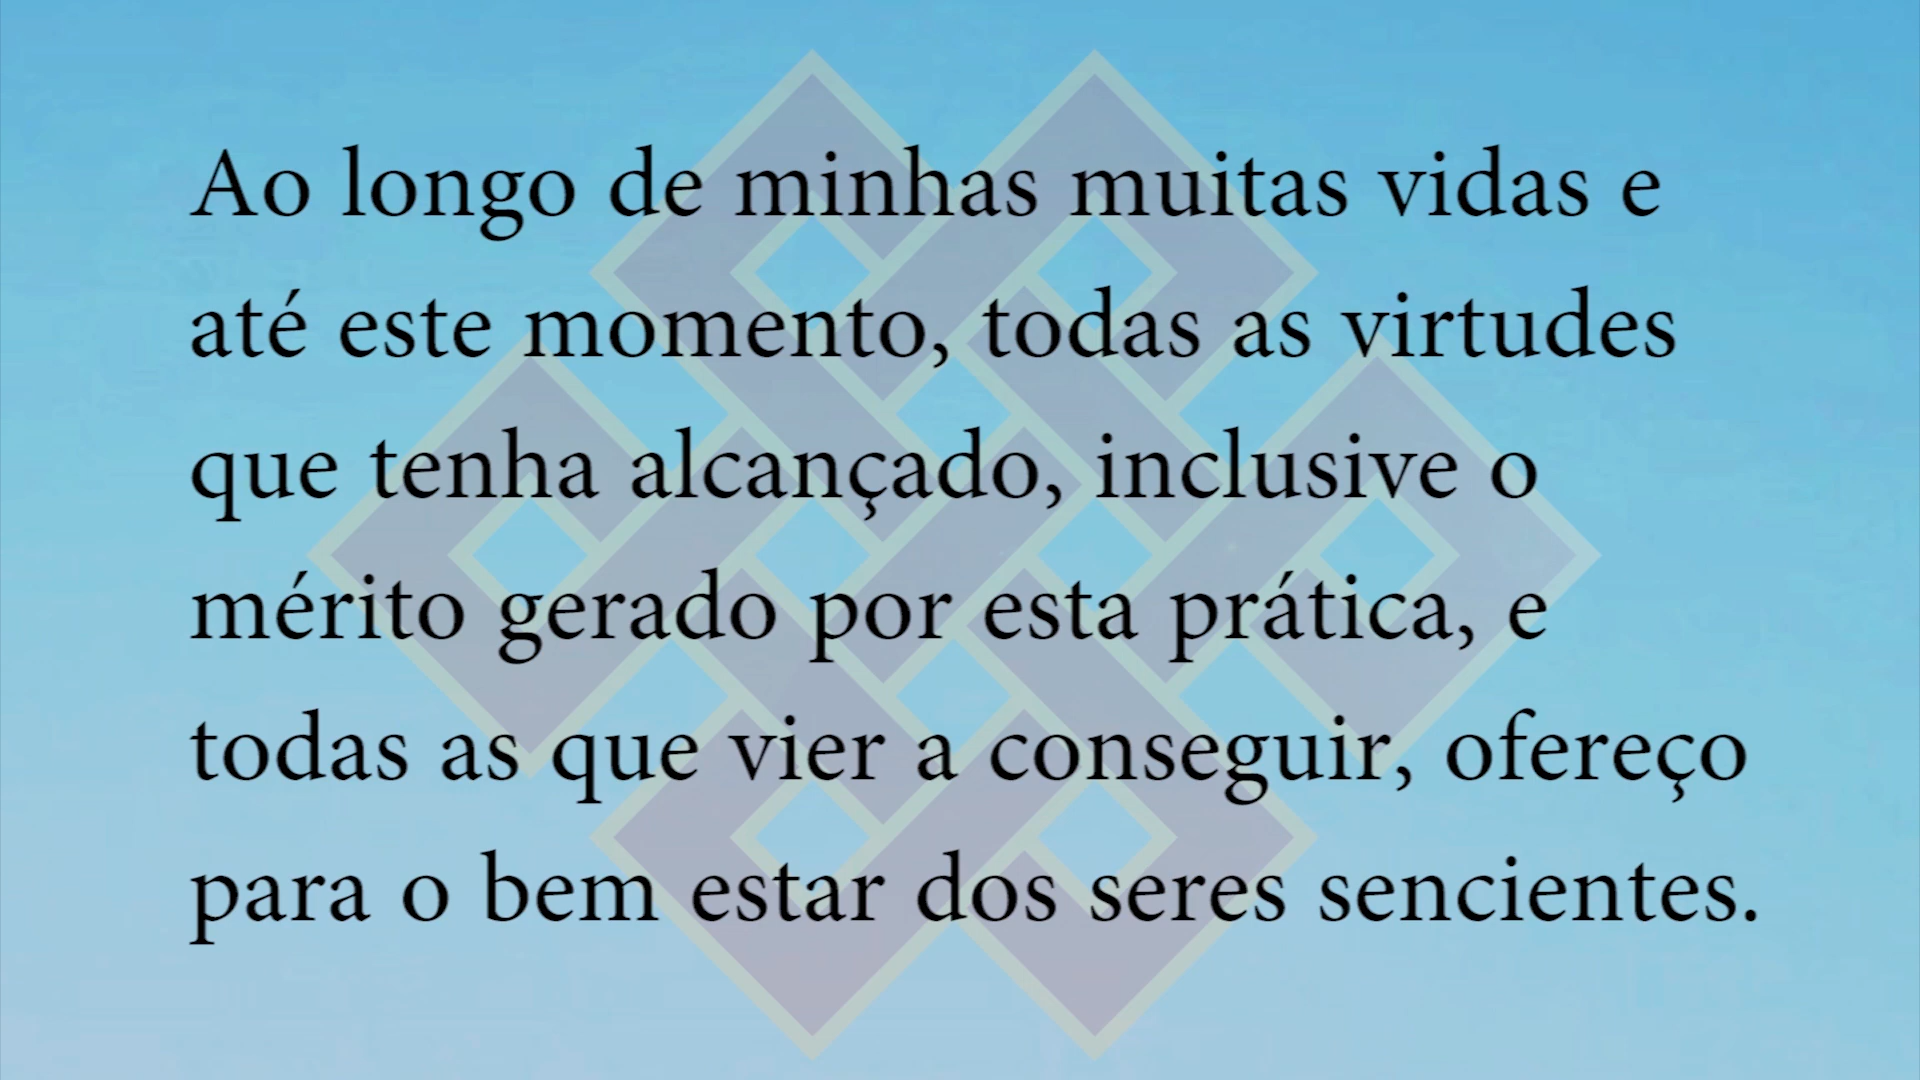 Ao longo de minhas muitas vidas e
até este momento, todas as virtudes
que tenha alcançado, inclusive o
mérito gerado por esta prática, e
todas as que vier a conseguir, ofereço
para o bem estar dos seres sencientes.